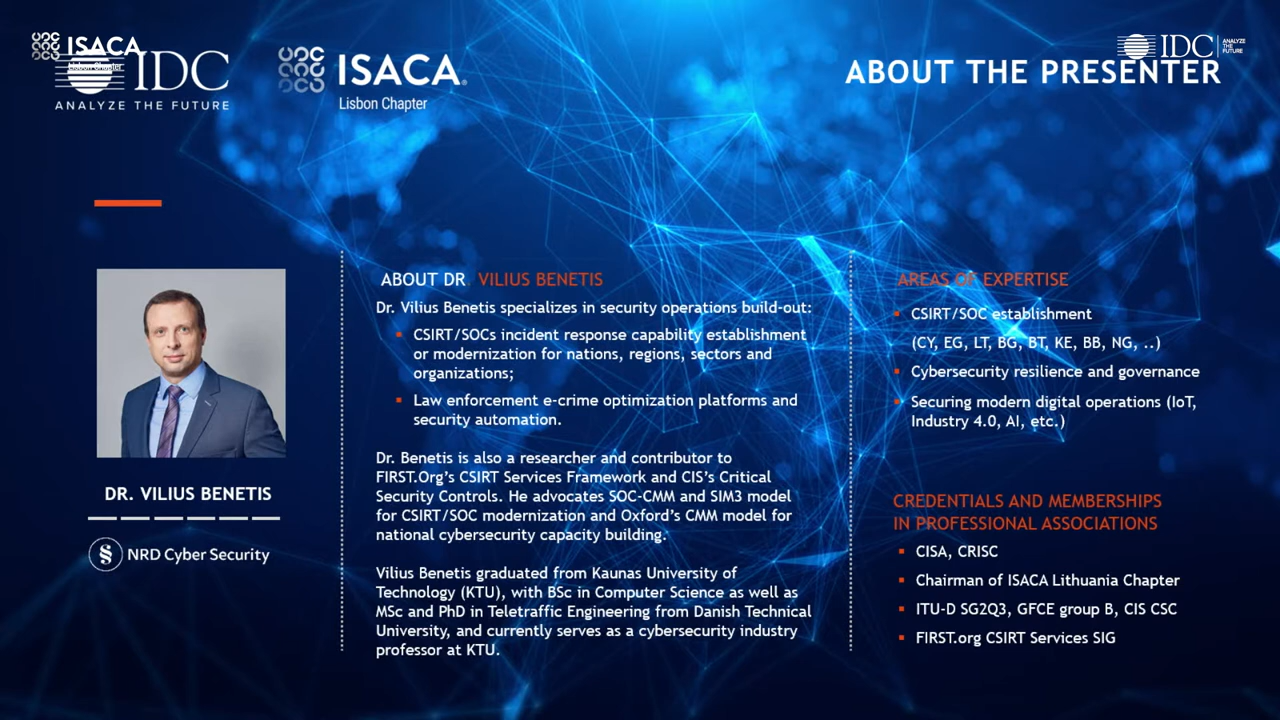 ISACA
Lisbon Chapter
IDC
ANALYZE THE FUTURE
ISACA®
Lisbon Chapter
IDC
ANALYZE
THE
FUTURE
ABOUT THE PRESENTER
DR. VILIUS BENETIS
NRD Cyber Security
ABOUT DR VILIUS BENETIS
Dr. Vilius Benetis specializes in security operations build-out:
▪ CSIRT/SOCs incident response capability establishment
or modernization for nations, regions, sectors and
organizations;
▪ Law enforcement e-crime optimization platforms and
security automation.
Dr. Benetis is also a researcher and contributor to
FIRST.Org's CSIRT Services Framework and CIS's Critical
Security Controls. He advocates SOC-CMM and SIM3 model
for CSIRT/SOC modernization and Oxford's CMM model for
national cybersecurity capacity building.
Vilius Benetis graduated from Kaunas University of
Technology (KTU), with BSc in Computer Science as well as
MSc and PhD in Teletraffic Engineering from Danish Technical
University, and currently serves as a cybersecurity industry
professor at KTU.
AREAS OF EXPERTISE
▪ CSIRT/SOC establishment
(CY, EG, LT, BG, BT, KE, BB, NG, ..)
▪ Cybersecurity resilience and governance
▪ Securing modern digital operations (IoT,
Industry 4.0, AI, etc.)
CREDENTIALS AND MEMBERSHIPS
IN PROFESSIONAL ASSOCIATIONS
▪ CISA, CRISC
▪ Chairman of ISACA Lithuania Chapter
▪ ITU-D SG2Q3, GFCE group B, CIS CSC
▪ FIRST.org CSIRT Services SIG